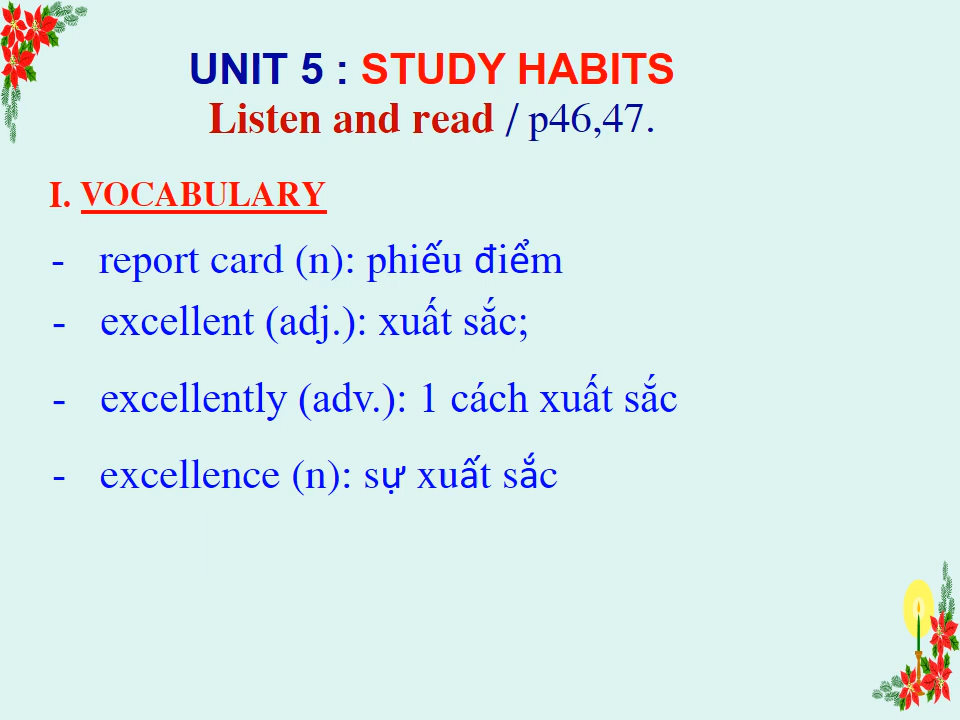 UNIT 5 : STUDY HABITS
Listen and read / p46,47.
I. VOCABULARY
- report card (n): phiếu điểm
- excellent (adj.): xuất sắc;
- excellently (adv.): 1 cách xuất sắc
- excellence (n): sự xuất sắc